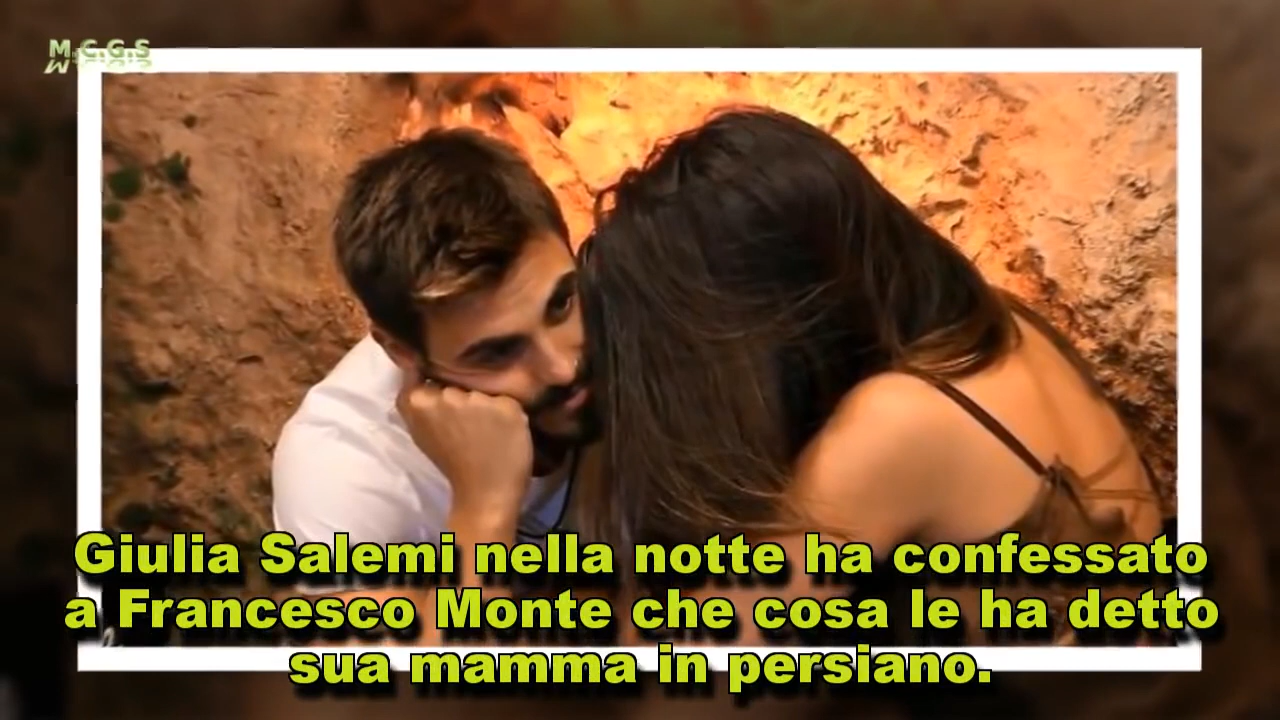 M.C.G.S
Giulia Salemi nella notte ha confessato
a Francesco Monte che cosa le ha detto
sua mamma in persiano.